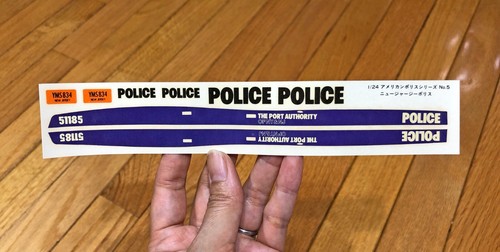 YMS834 YMS834
POLICE POLICE POLICE POLICE
1/24 アメリカンポリスシリーズ No.5
ニュージャージーポリス
51185 THE PORT AUTHORITY POLICE
51185 THE PORT AUTHORITY POLICE